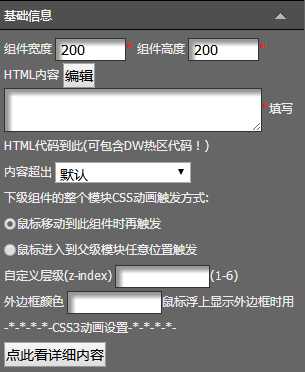 基础信息
组件宽度 200 * 组件高度 200 *
HTML内容 编辑
*填写
HTML代码到此(可包含DW热区代码！)
内容超出 默认
下级组件的整个模块CSS动画触发方式:
鼠标移动到此组件时再触发
鼠标进入到父级模块任意位置触发
自定义层级(z-index) (1-6)
外边框颜色 鼠标浮上显示外边框时用
-*-*-*-*-CSS3动画设置-*-*-*-*-
点此看详细内容